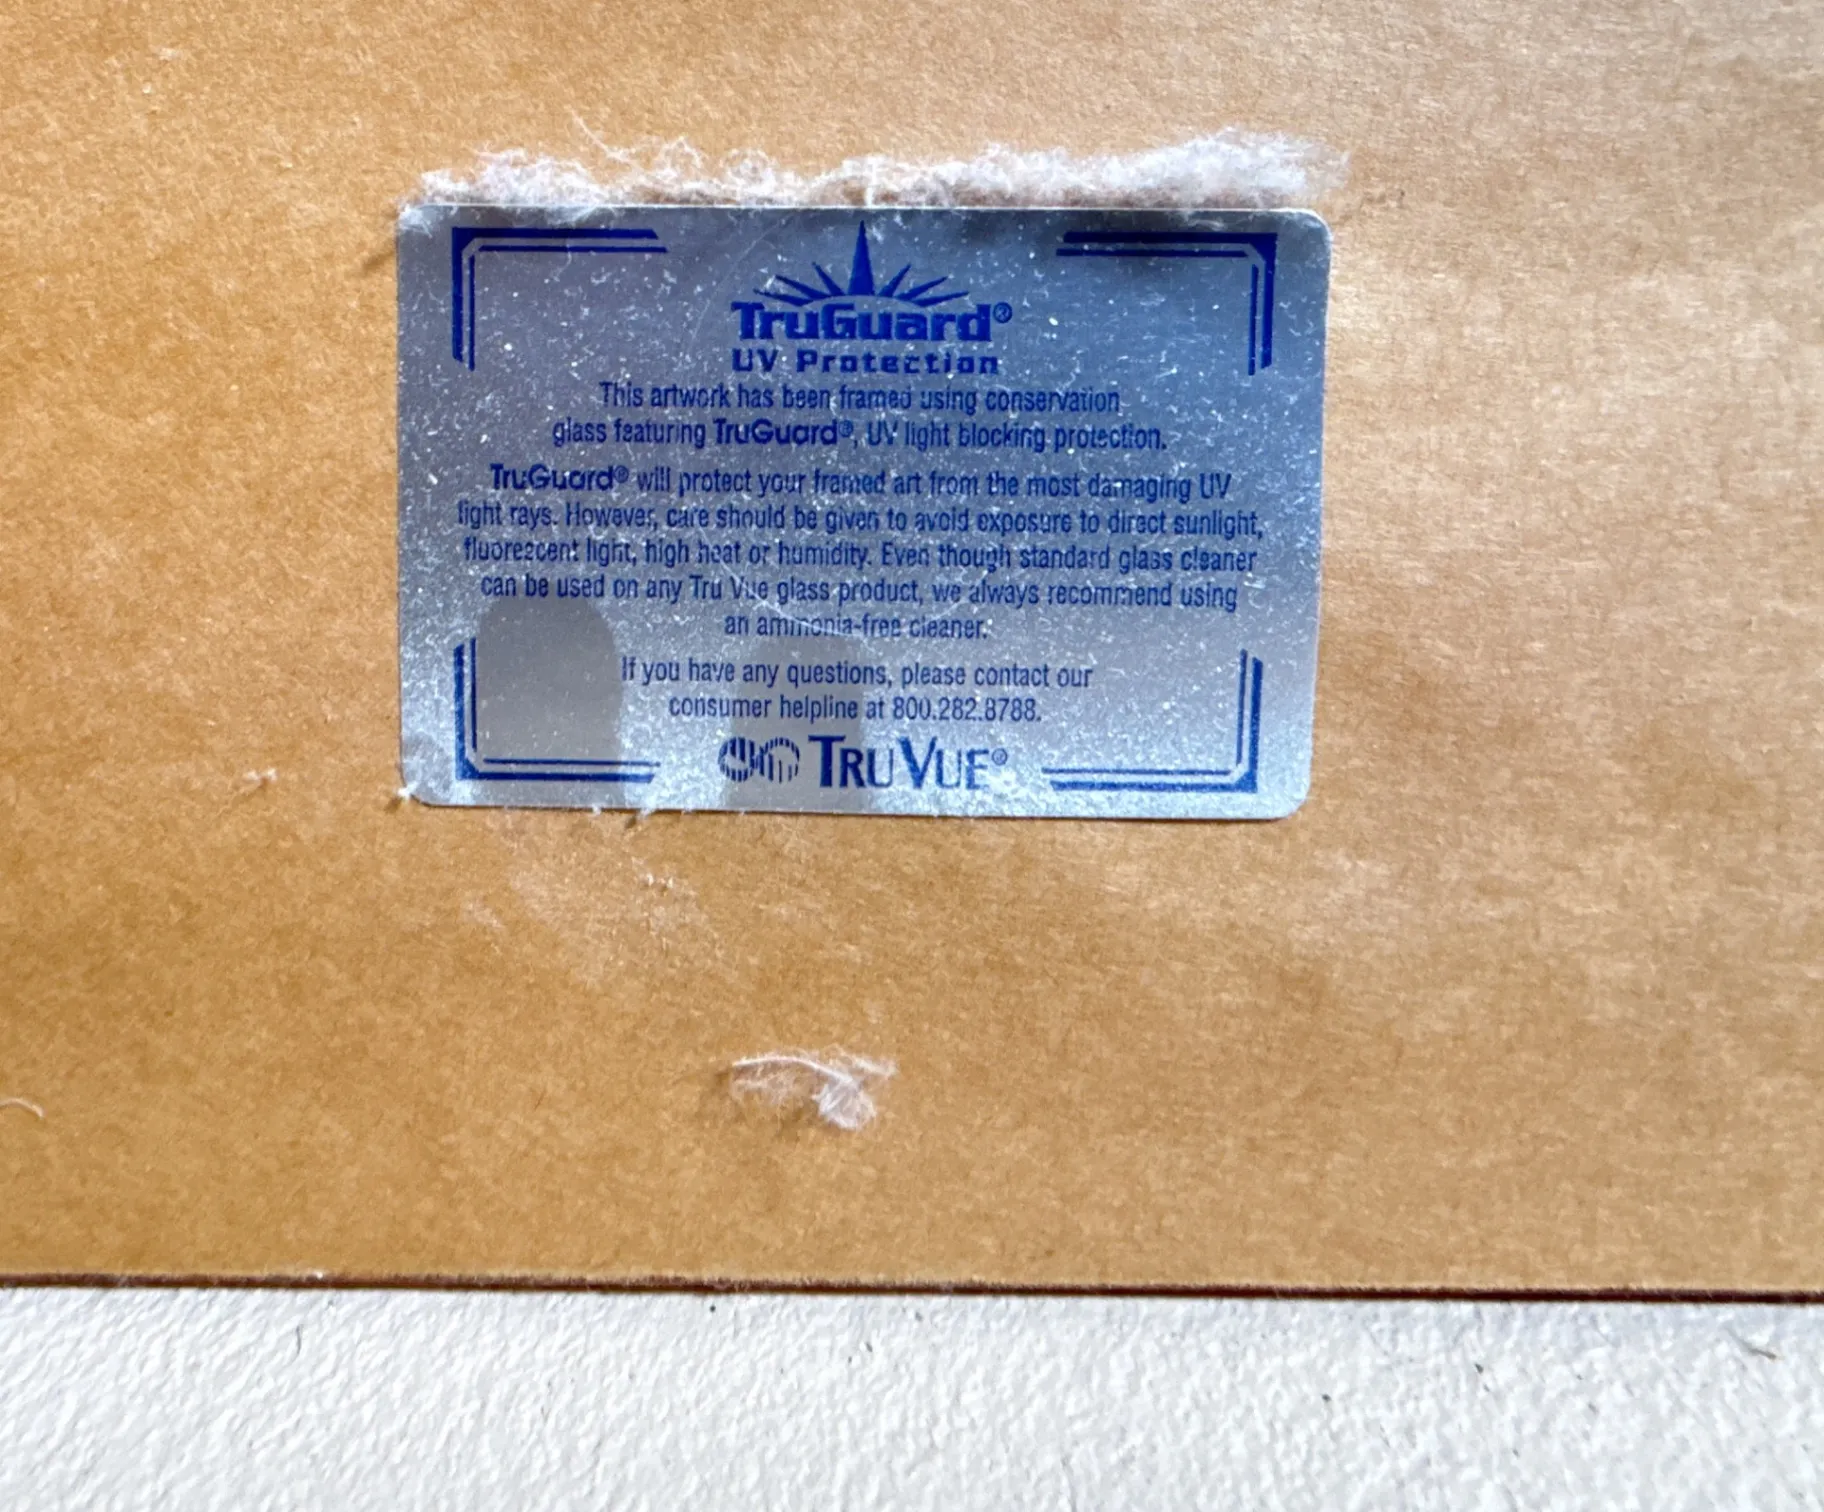 TruGuard®
UV Protection
This artwork has been framed using conservation
glass featuring TruGuard®, UV light blocking protection.
TruGuard® will protect your framed art from the most damaging UV
light rays. However, care should be given to avoid exposure to direct sunlight,
fluorescent light, high heat or humidity. Even though standard glass cleaner
can be used on any Tru Vue glass product, we always recommend using
an ammonia-free cleaner.
If you have any questions, please contact our
consumer helpline at 800.282.8788.
TRU VUE®